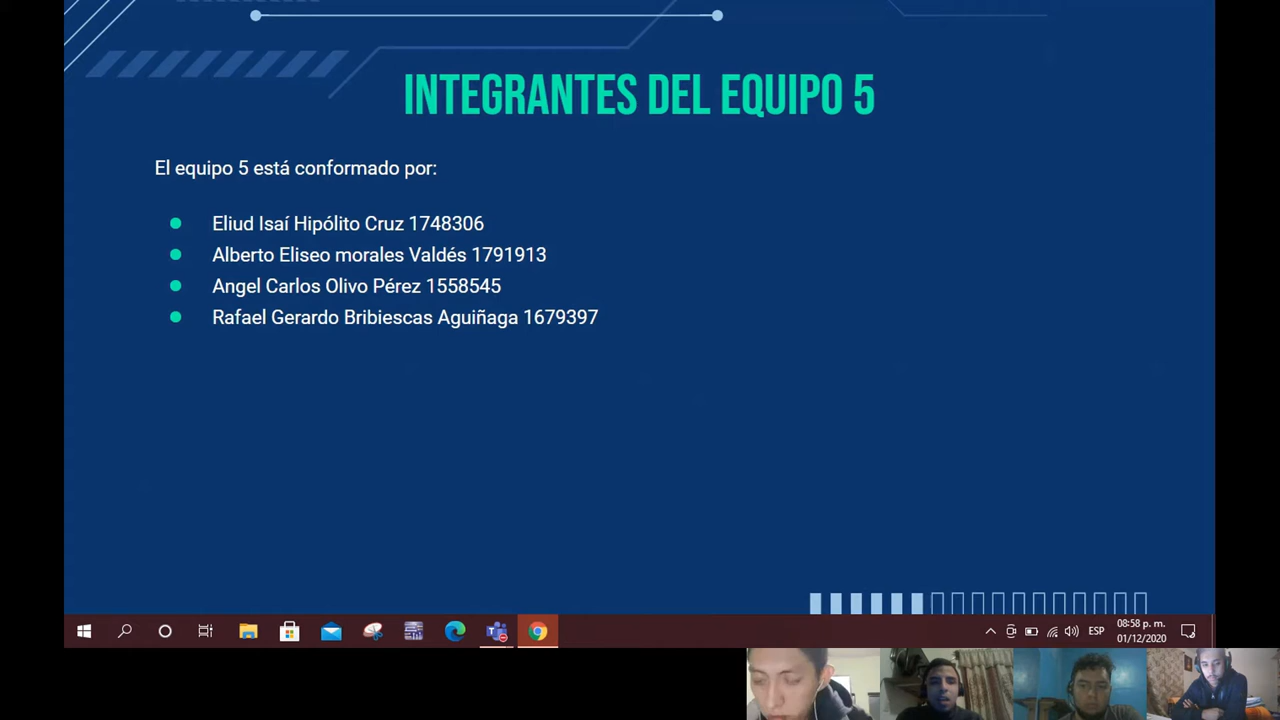 INTEGRANTES DEL EQUIPO 5
El equipo 5 está conformado por:
Eliud Isaí Hipólito Cruz 1748306
Alberto Eliseo morales Valdés 1791913
Angel Carlos Olivo Pérez 1558545
Rafael Gerardo Bribiescas Aguiñaga 1679397
ESP
08:58 p. m.
01/12/2020